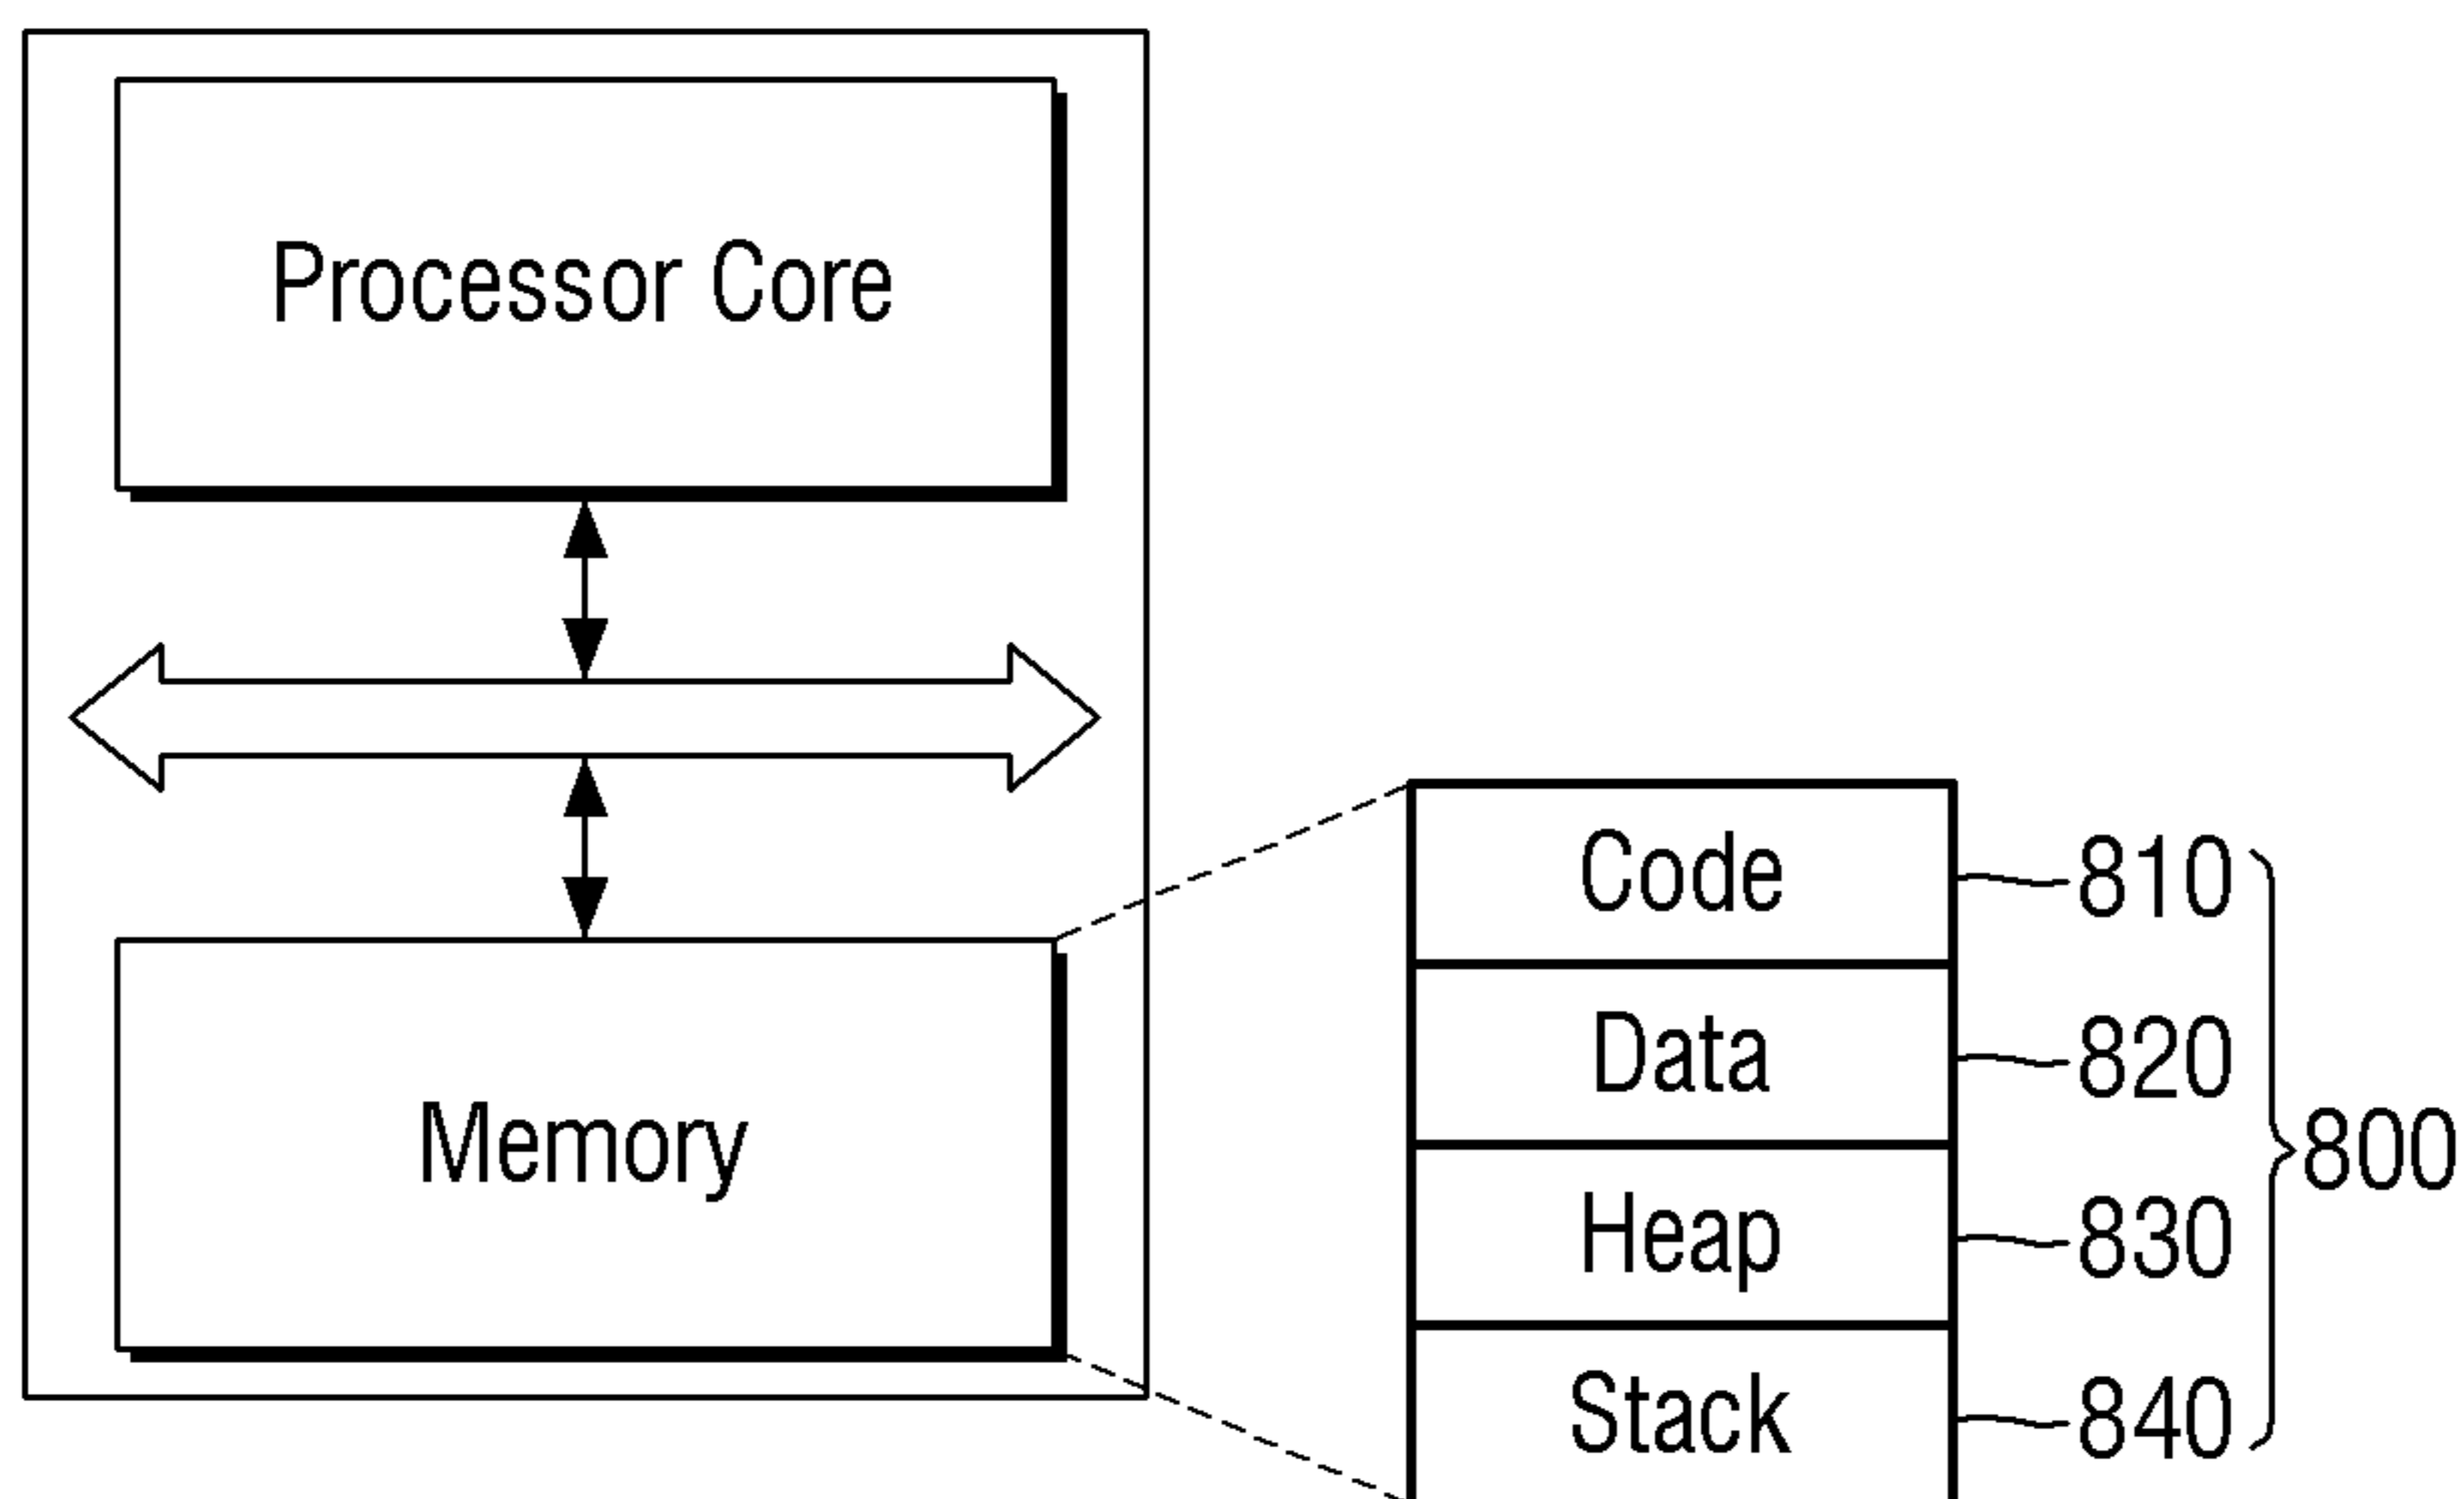 Processor Core
Memory
Code 810
Data 820
800
Heap 830
Stack 840